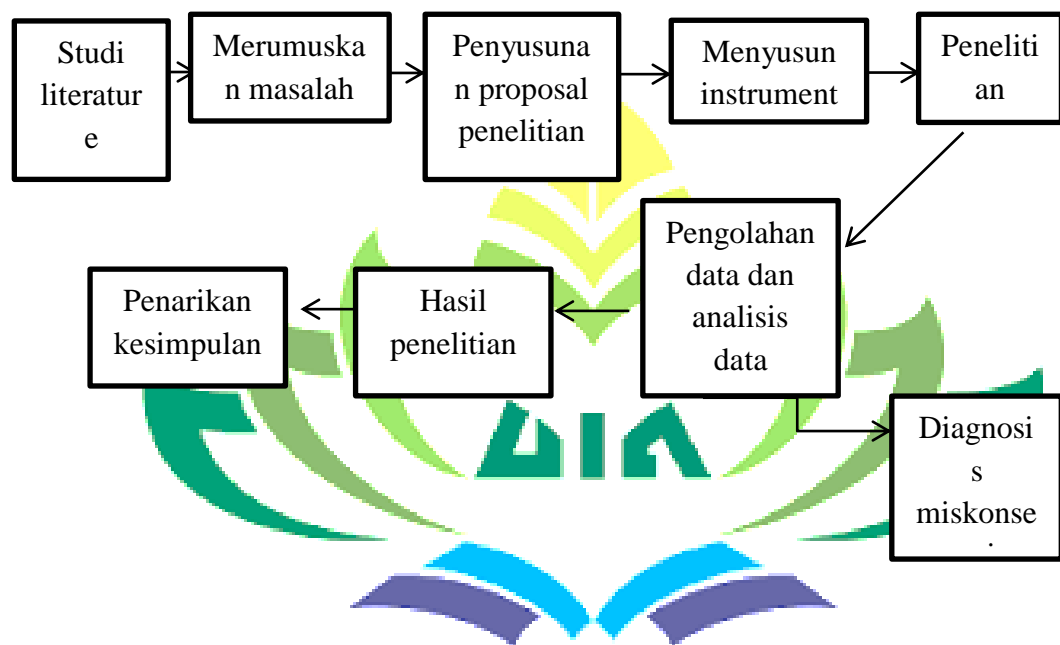 Studi
literatur
e
Merumuska
n masalah
Penyusuna
n proposal
penelitian
Menyusun
instrument
Peneliti
an
Pengolahan
data dan
analisis
data
Hasil
penelitian
Penarikan
kesimpulan
Diagnosi
s
miskonse